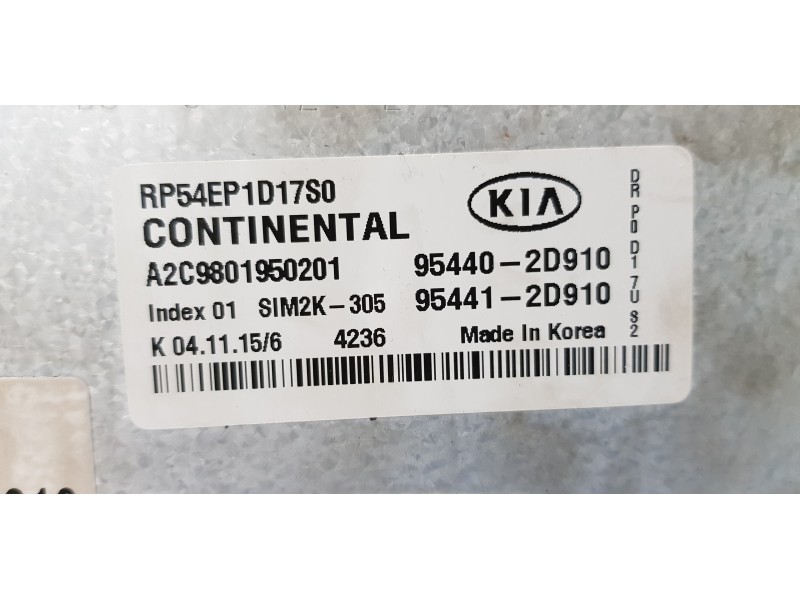 RP54EP1D17S0
KIA
CONTINENTAL
A2C9801950201 95440-2D910
Index 01 SIM2K-305 95441-2D910
K 04.11.15/6 4236 Made In Korea
DR P0 D1 7U S2